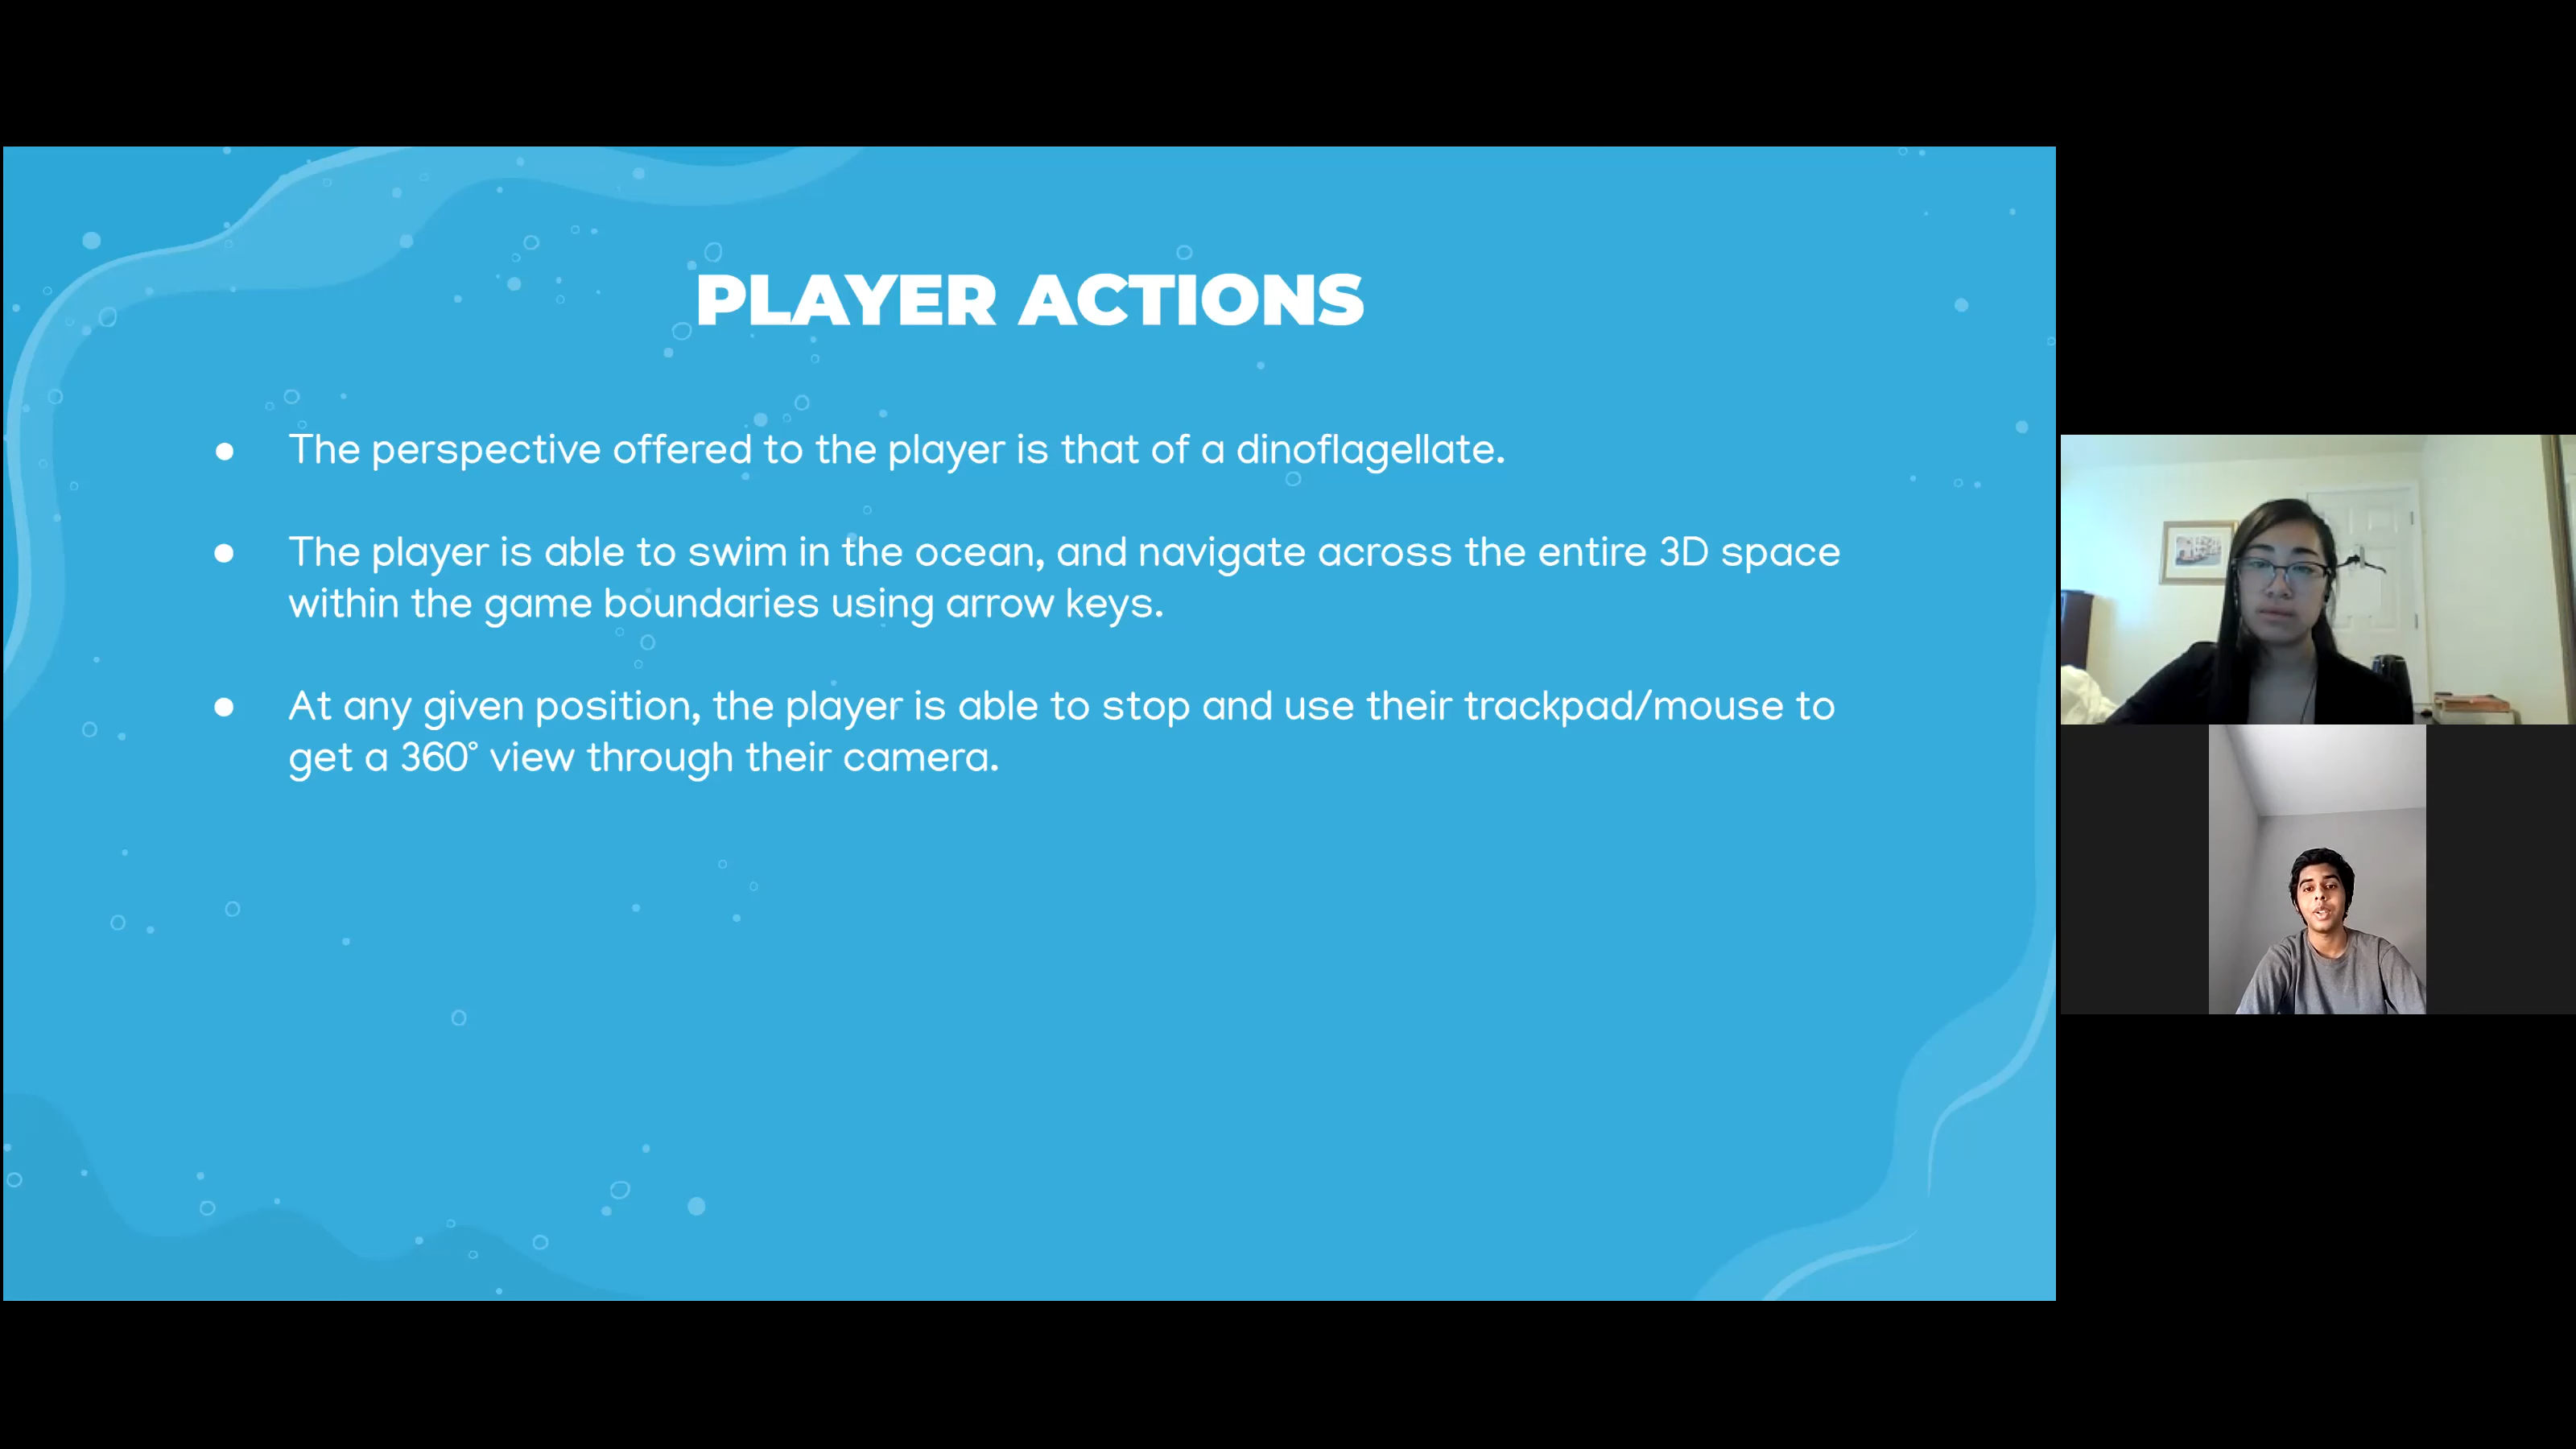 PLAYER ACTIONS
● The perspective offered to the player is that of a dinoflagellate.
● The player is able to swim in the ocean, and navigate across the entire 3D space
within the game boundaries using arrow keys.
● At any given position, the player is able to stop and use their trackpad/mouse to
get a 360° view through their camera.